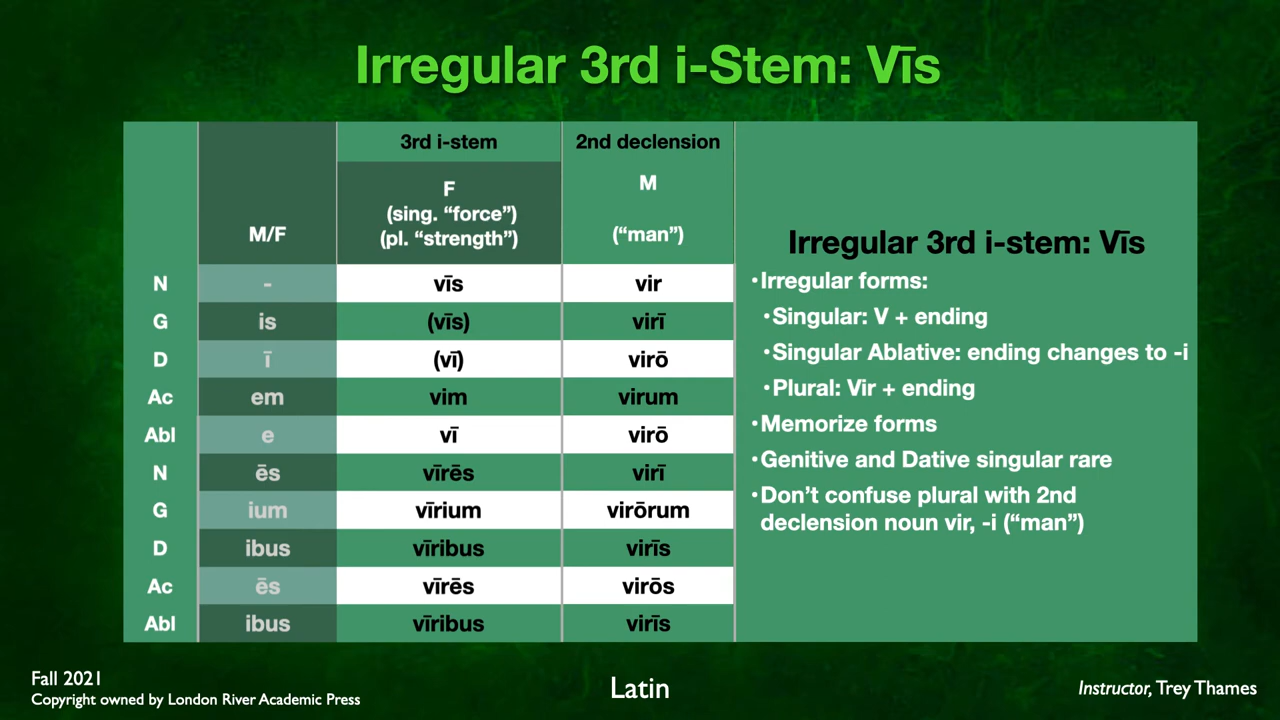 Irregular 3rd i-Stem: Vīs
3rd i-stem 2nd declension
M/F F (sing. “force”) (pl. “strength”) M (“man”)
N - vīs vir
G is (vīs) virī
D ī (vī) virō
Ac em vim virum
Abl e vī virō
N ēs vīrēs virī
G ium vīrium virōrum
D ibus vīribus virīs
Ac ēs vīrēs virōs
Abl ibus vīribus virīs
Irregular 3rd i-stem: Vīs
•Irregular forms:
•Singular: V + ending
•Singular Ablative: ending changes to -i
•Plural: Vir + ending
•Memorize forms
•Genitive and Dative singular rare
•Don’t confuse plural with 2nd
declension noun vir, -i (“man”)
Fall 2021
Copyright owned by London River Academic Press
Latin
Instructor, Trey Thames